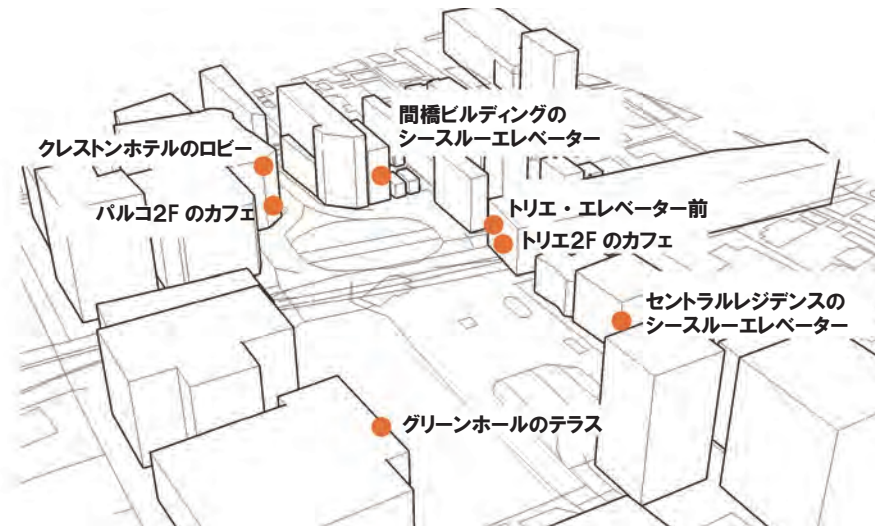 間橋ビルディングの
シースルーエレベーター
クレストンホテルのロビー
パルコ2F のカフェ
トリエ・エレベーター前
トリエ2F のカフェ
セントラルレジデンスの
シースルーエレベーター
グリーンホールのテラス